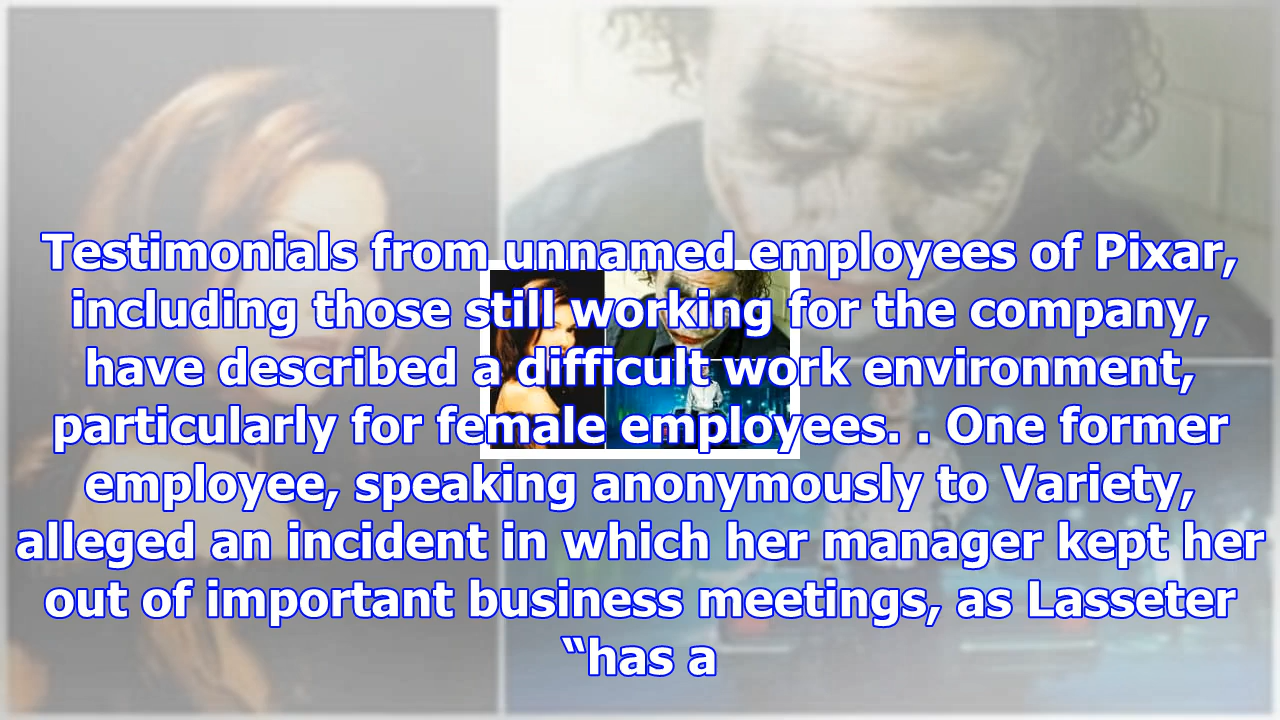 Testimonials from unnamed employees of Pixar,
including those still working for the company,
have described a difficult work environment,
particularly for female employees. . One former
employee, speaking anonymously to Variety,
alleged an incident in which her manager kept her
out of important business meetings, as Lasseter
“has a